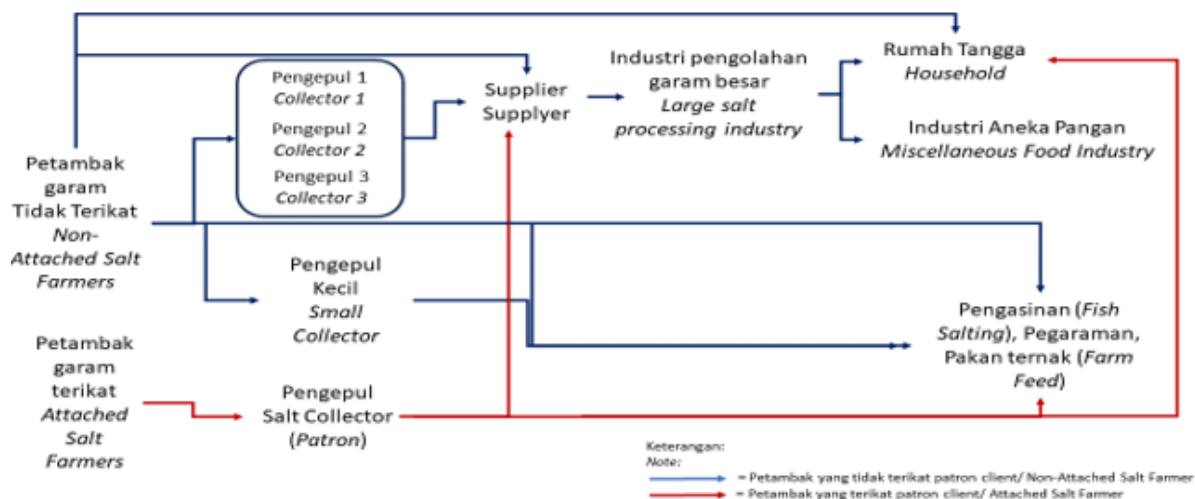 Petambak
garam
Tidak Terikat
Non-
Attached Salt
Farmers
Petambak
garam
terikat
Attached
Salt
Farmers
Pengepul 1
Collector 1
Pengepul 2
Collector 2
Pengepul 3
Collector 3
Pengepul
Kecil
Small
Collector
Pengepul
Salt Collector
(Patron)
Supplier
Supplyer
Industri pengolahan
garam besar
Large salt
processing industry
Rumah Tangga
Household
Industri Aneka Pangan
Miscellaneous Food Industry
Pengasinan (Fish
Salting), Pegaraman,
Pakan ternak (Farm
Feed)
Keterangan:
Note:
= Petambak yang tidak terikat patron client/ Non-Attached Salt Farmer
= Petambak yang terikat patron client/ Attached Salt Farmer